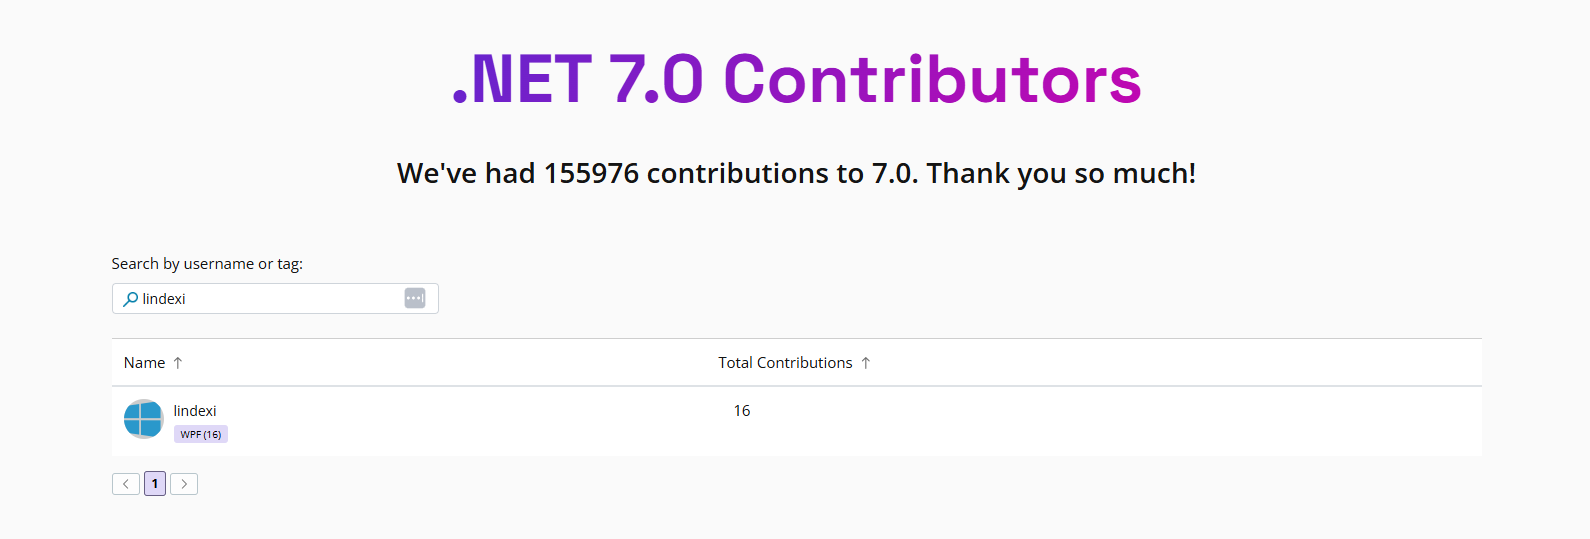 .NET 7.0 Contributors
We've had 155976 contributions to 7.0. Thank you so much!
Search by username or tag:
lindexi
Name ↑ Total Contributions ↑
lindexi 16
WPF (16)
1